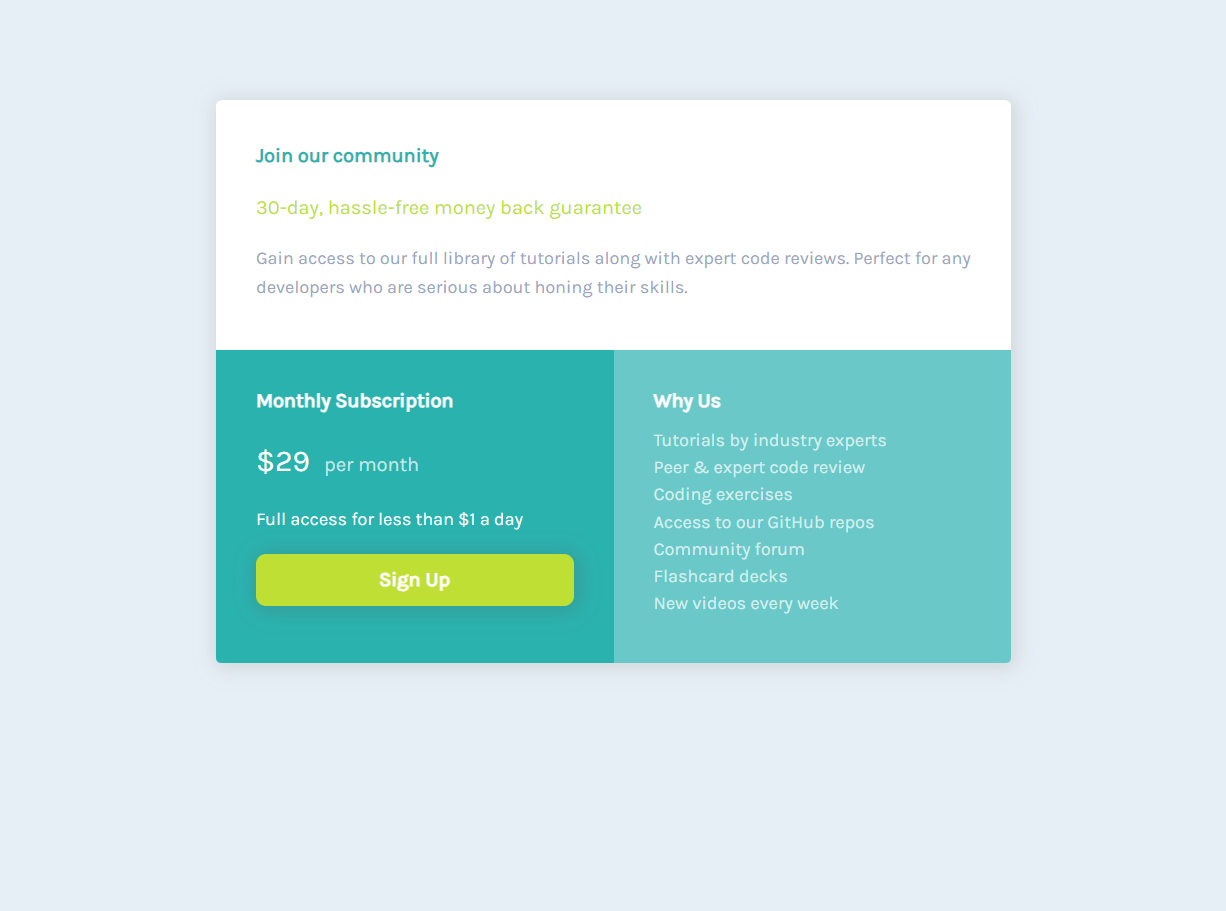 Join our community
30-day, hassle-free money back guarantee
Gain access to our full library of tutorials along with expert code reviews. Perfect for any
developers who are serious about honing their skills.
Monthly Subscription
$29 per month
Full access for less than $1 a day
Sign Up
Why Us
Tutorials by industry experts
Peer & expert code review
Coding exercises
Access to our GitHub repos
Community forum
Flashcard decks
New videos every week